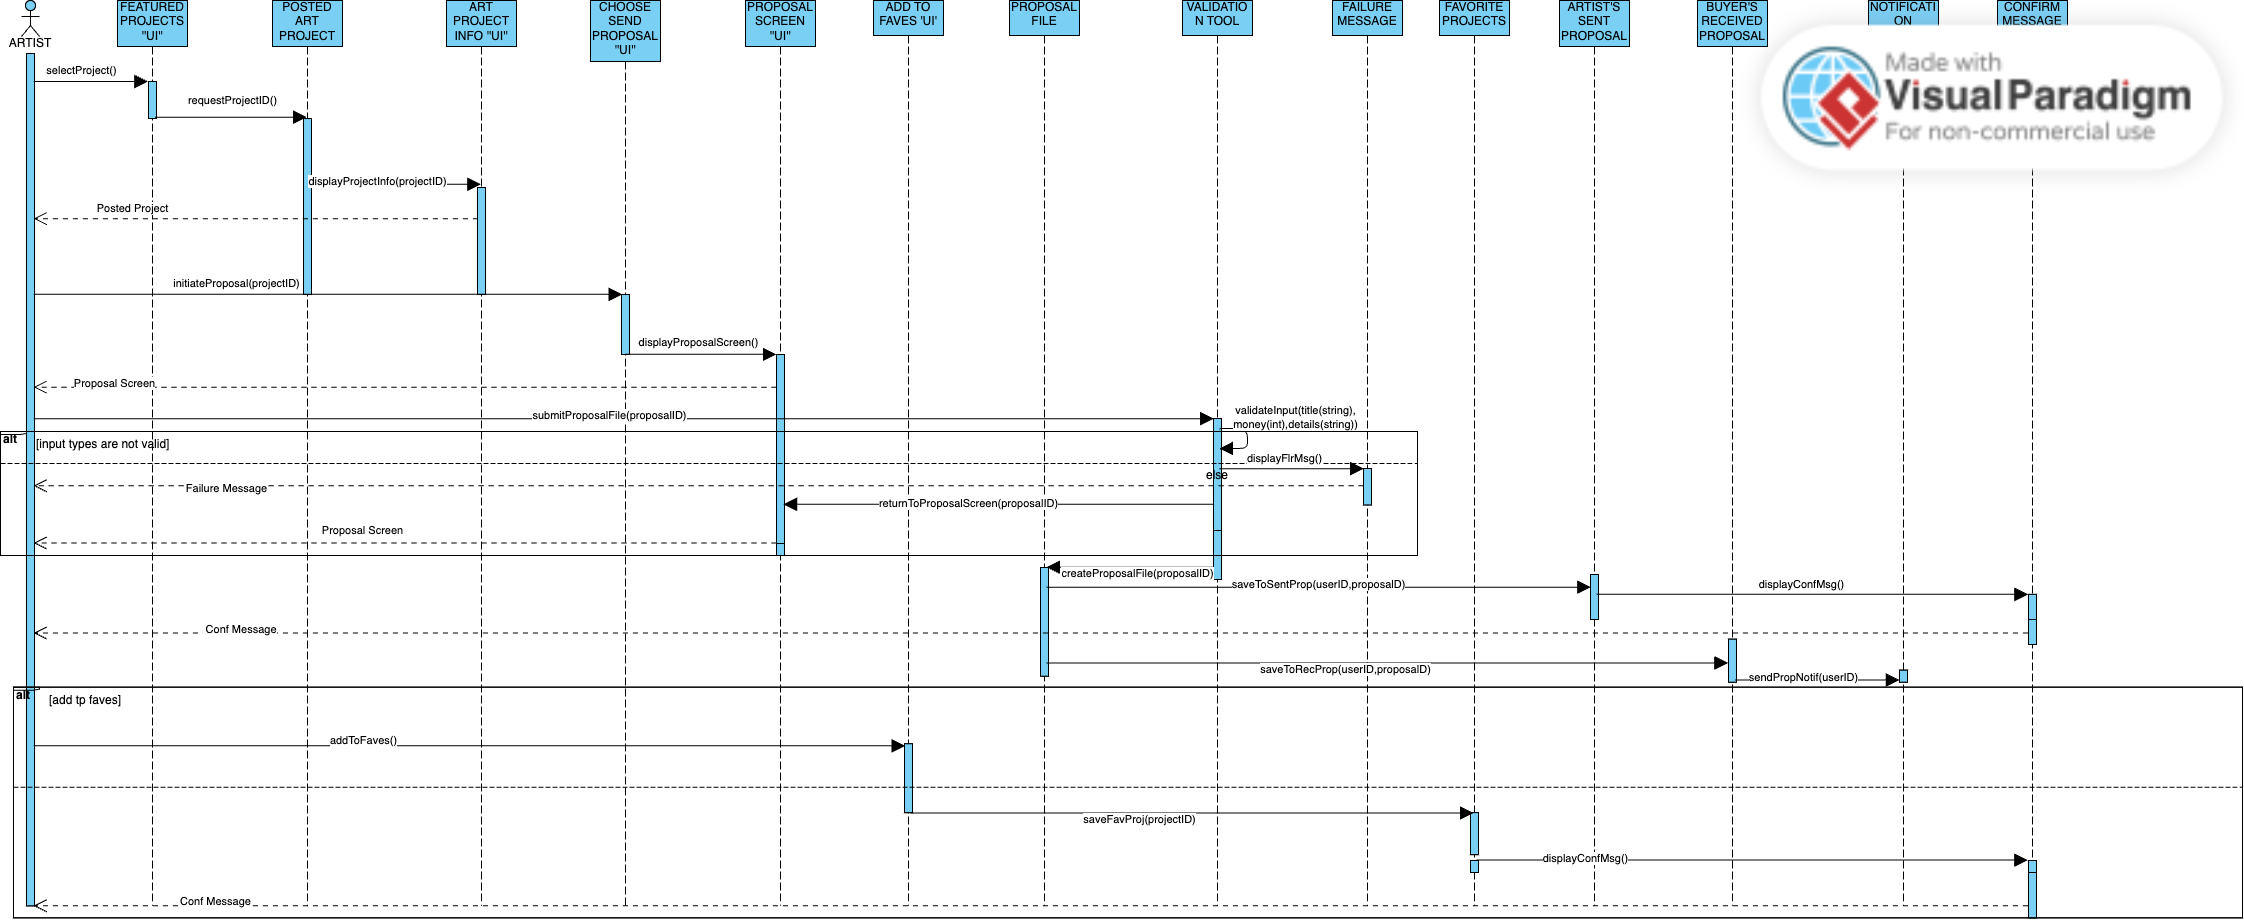 ARTIST
FEATURED
PROJECTS
"UI"
POSTED
ART
PROJECT
ART
PROJECT
INFO "UI"
CHOOSE
SEND
PROPOSAL
"UI"
PROPOSAL
SCREEN
"UI"
ADD TO
FAVES 'UI'
PROPOSAL
FILE
VALIDATIO
N TOOL
FAILURE
MESSAGE
FAVORITE
PROJECTS
ARTIST'S
SENT
PROPOSAL
BUYER'S
RECEIVED
PROPOSAL
NOTIFICATI
ON
CONFIRM
MESSAGE
Made with
Visual Paradigm
For non-commercial use
selectProject()
requestProjectID()
displayProjectInfo(projectID)
Posted Project
initiateProposal(projectID)
displayProposalScreen()
Proposal Screen
submitProposalFile(proposalID)
validateInput(title(string),
money(int),details(string))
alt
[input types are not valid]
displayFlrMsg()
else
Failure Message
returnToProposalScreen(proposalID)
Proposal Screen
createProposalFile(proposalID)
saveToSentProp(userID,proposalD)
displayConfMsg()
Conf Message
saveToRecProp(userID,proposalD)
sendPropNotif(userID)
alt
[add tp faves]
addToFaves()
saveFavProj(projectID)
displayConfMsg()
Conf Message